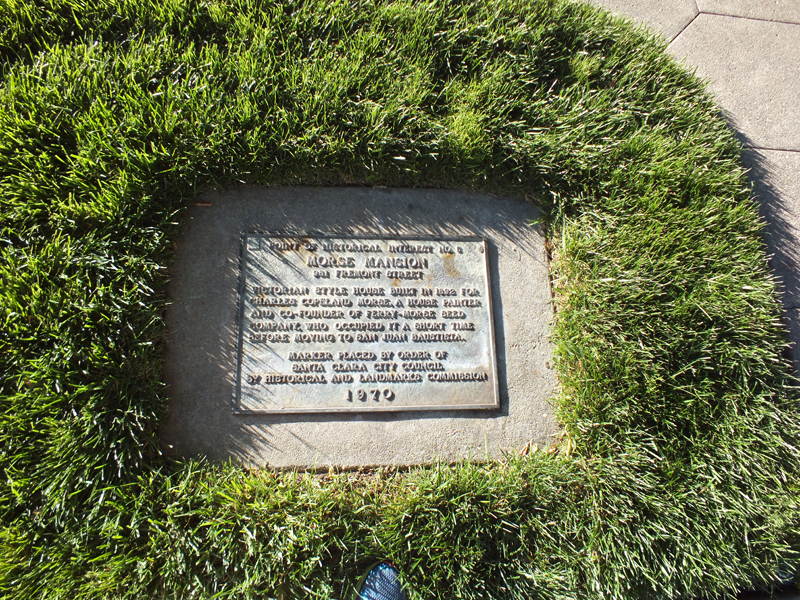 POINT OF HISTORICAL INTEREST NO.
MORSE MANSION
981 FREMONT STREET
VICTORIAN STYLE HOUSE BUILT IN 1892 FOR
CHARLES COPELAND MORSE, A HOUSE PAINTER
AND CO-FOUNDER OF FERRY-MORSE SEED
COMPANY, WHO OCCUPIED IT A SHORT TIME
BEFORE MOVING TO SAN JUAN BAUSTISTA.
MARKER PLACED BY ORDER OF
SANTA CLARA CITY COUNCIL
BY HISTORICAL AND LANDMARKS COMMISSION
1970